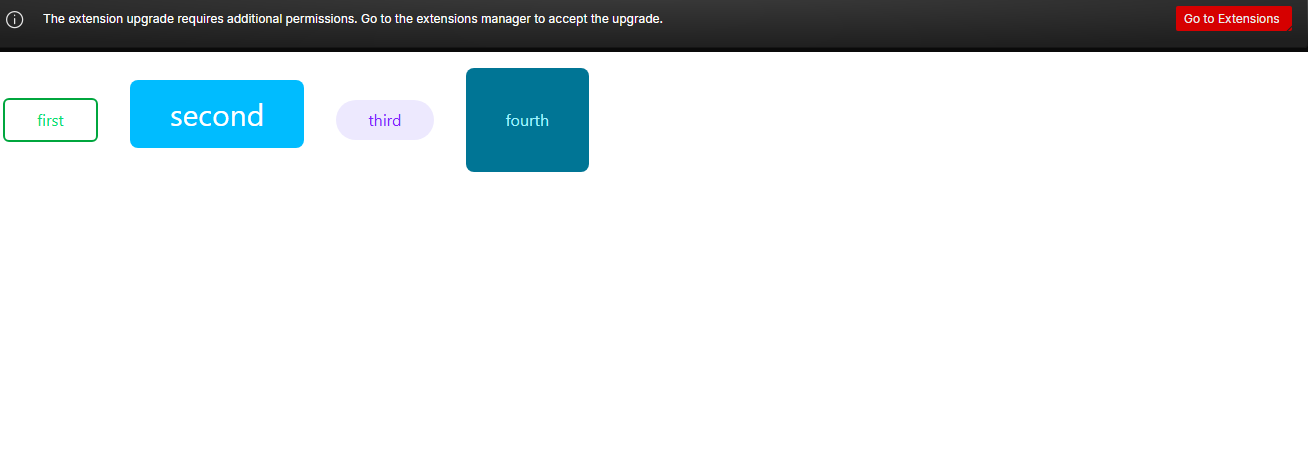 The extension upgrade requires additional permissions. Go to the extensions manager to accept the upgrade.
Go to Extensions
first
second
third
fourth